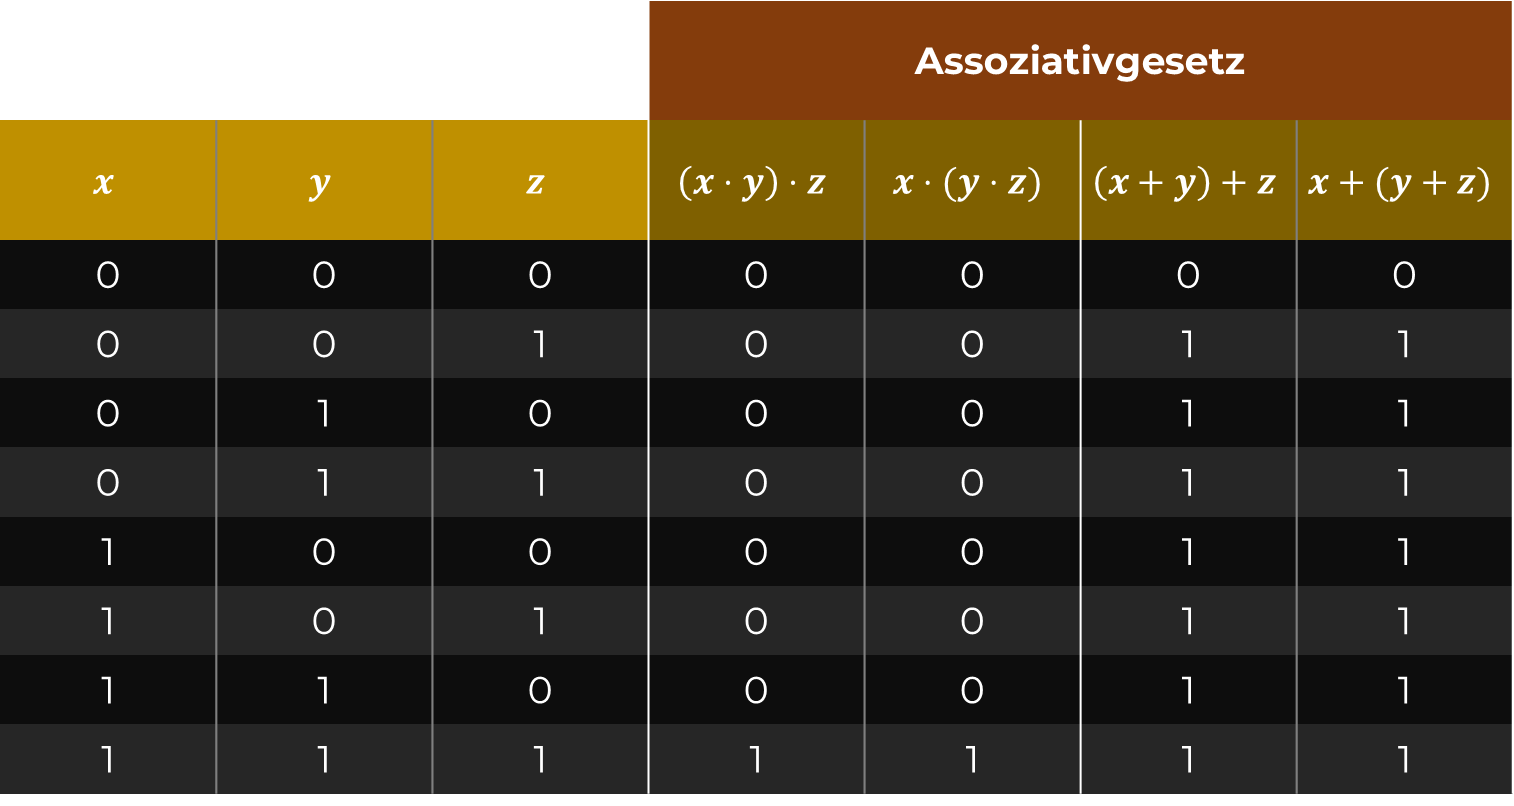 Assoziativgesetz
x y z (x · y) · z x · (y · z) (x + y) + z x + (y + z)
0 0 0 0 0 0 0
0 0 1 0 0 1 1
0 1 0 0 0 1 1
0 1 1 0 0 1 1
1 0 0 0 0 1 1
1 0 1 0 0 1 1
1 1 0 0 0 1 1
1 1 1 1 1 1 1